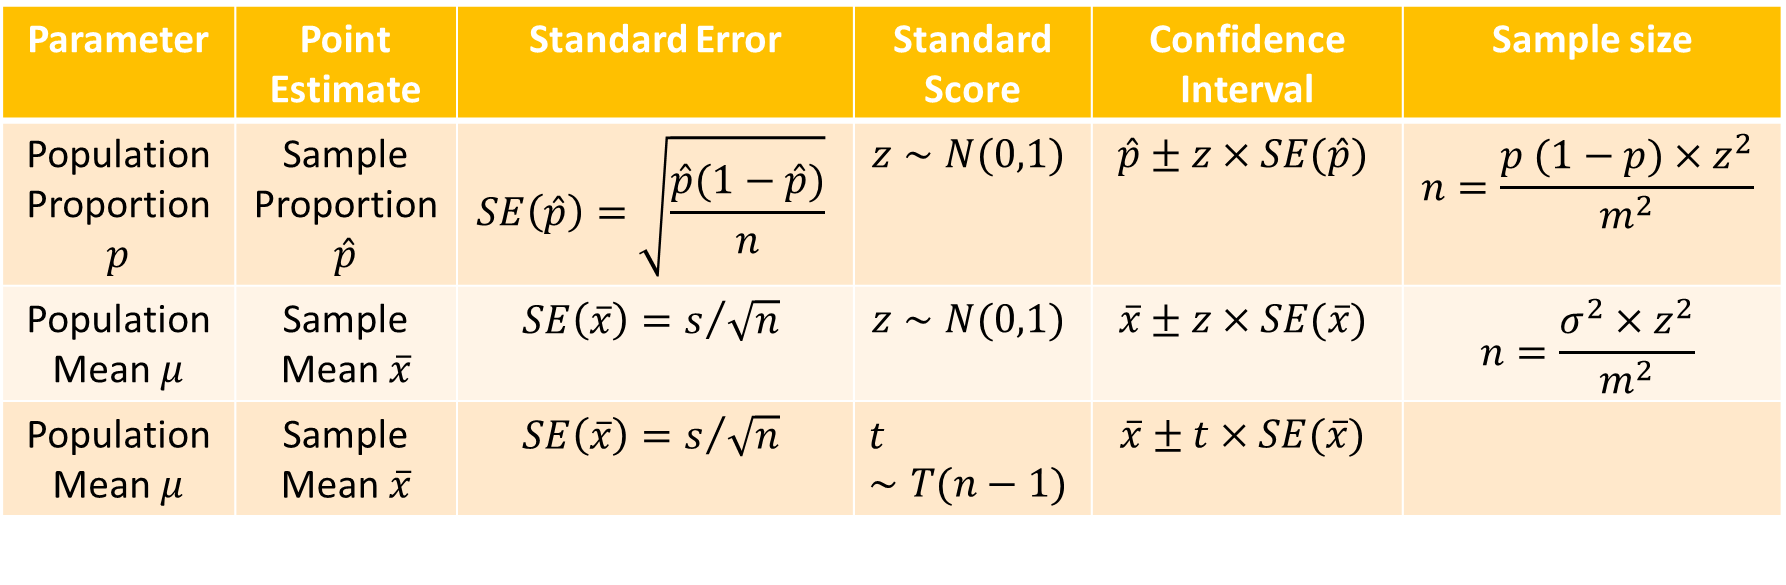 Parameter
Point
Estimate
Standard Error
Standard
Score
Confidence
Interval
Sample size
Population
Proportion
p
Sample
Proportion
p̂
SE(p̂) = √(p̂(1 − p̂)/n)
z ~ N(0,1)
p̂ ± z × SE(p̂)
n = (p (1 − p) × z²)/m²
Population
Mean μ
Sample
Mean x̄
SE(x̄) = s/√n
z ~ N(0,1)
x̄ ± z × SE(x̄)
n = (σ² × z²)/m²
Population
Mean μ
Sample
Mean x̄
SE(x̄) = s/√n
t
~ T(n − 1)
x̄ ± t × SE(x̄)